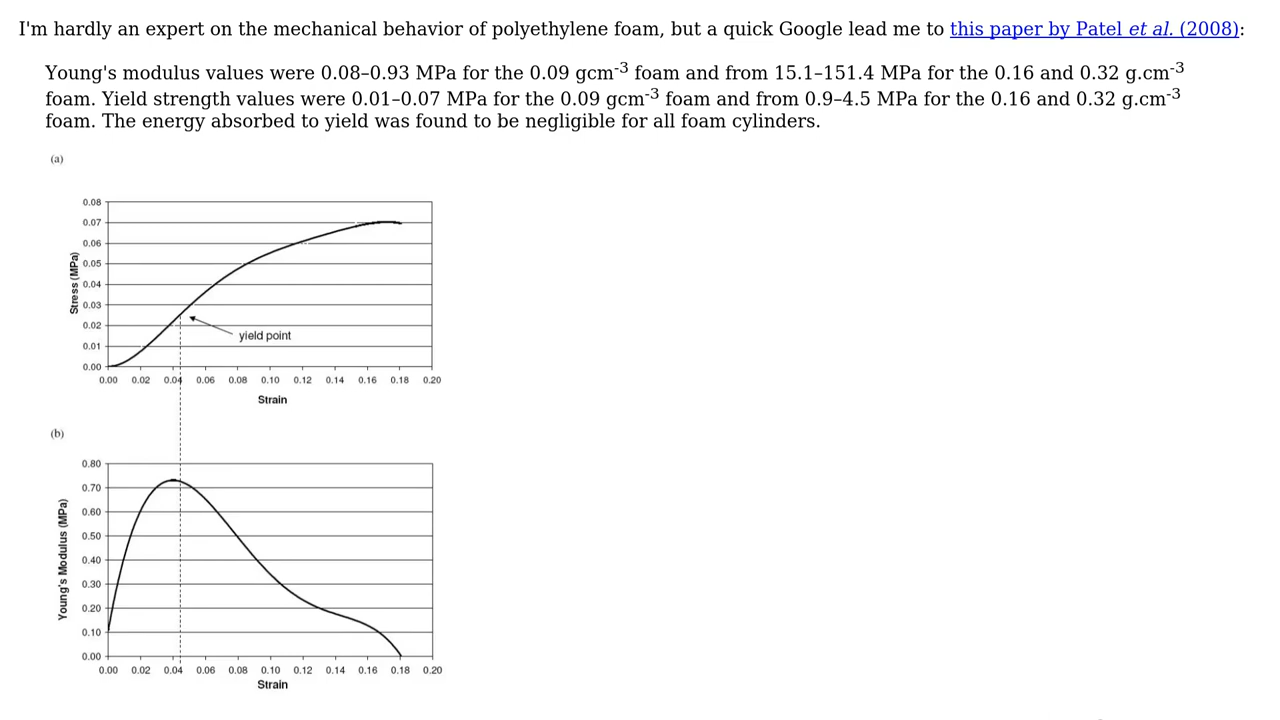 I'm hardly an expert on the mechanical behavior of polyethylene foam, but a quick Google lead me to this paper by Patel et al. (2008):
Young's modulus values were 0.08–0.93 MPa for the 0.09 gcm-3 foam and from 15.1–151.4 MPa for the 0.16 and 0.32 g.cm-3
foam. Yield strength values were 0.01–0.07 MPa for the 0.09 gcm-3 foam and from 0.9–4.5 MPa for the 0.16 and 0.32 g.cm-3
foam. The energy absorbed to yield was found to be negligible for all foam cylinders.
(a)
0.08
0.07
0.06
0.05
0.04
0.03
0.02
0.01
0.00
Stress (MPa)
yield point
0.00 0.02 0.04 0.06 0.08 0.10 0.12 0.14 0.16 0.18 0.20
Strain
(b)
0.80
0.70
0.60
0.50
0.40
0.30
0.20
0.10
0.00
Young's Modulus (MPa)
0.00 0.02 0.04 0.06 0.08 0.10 0.12 0.14 0.16 0.18 0.20
Strain